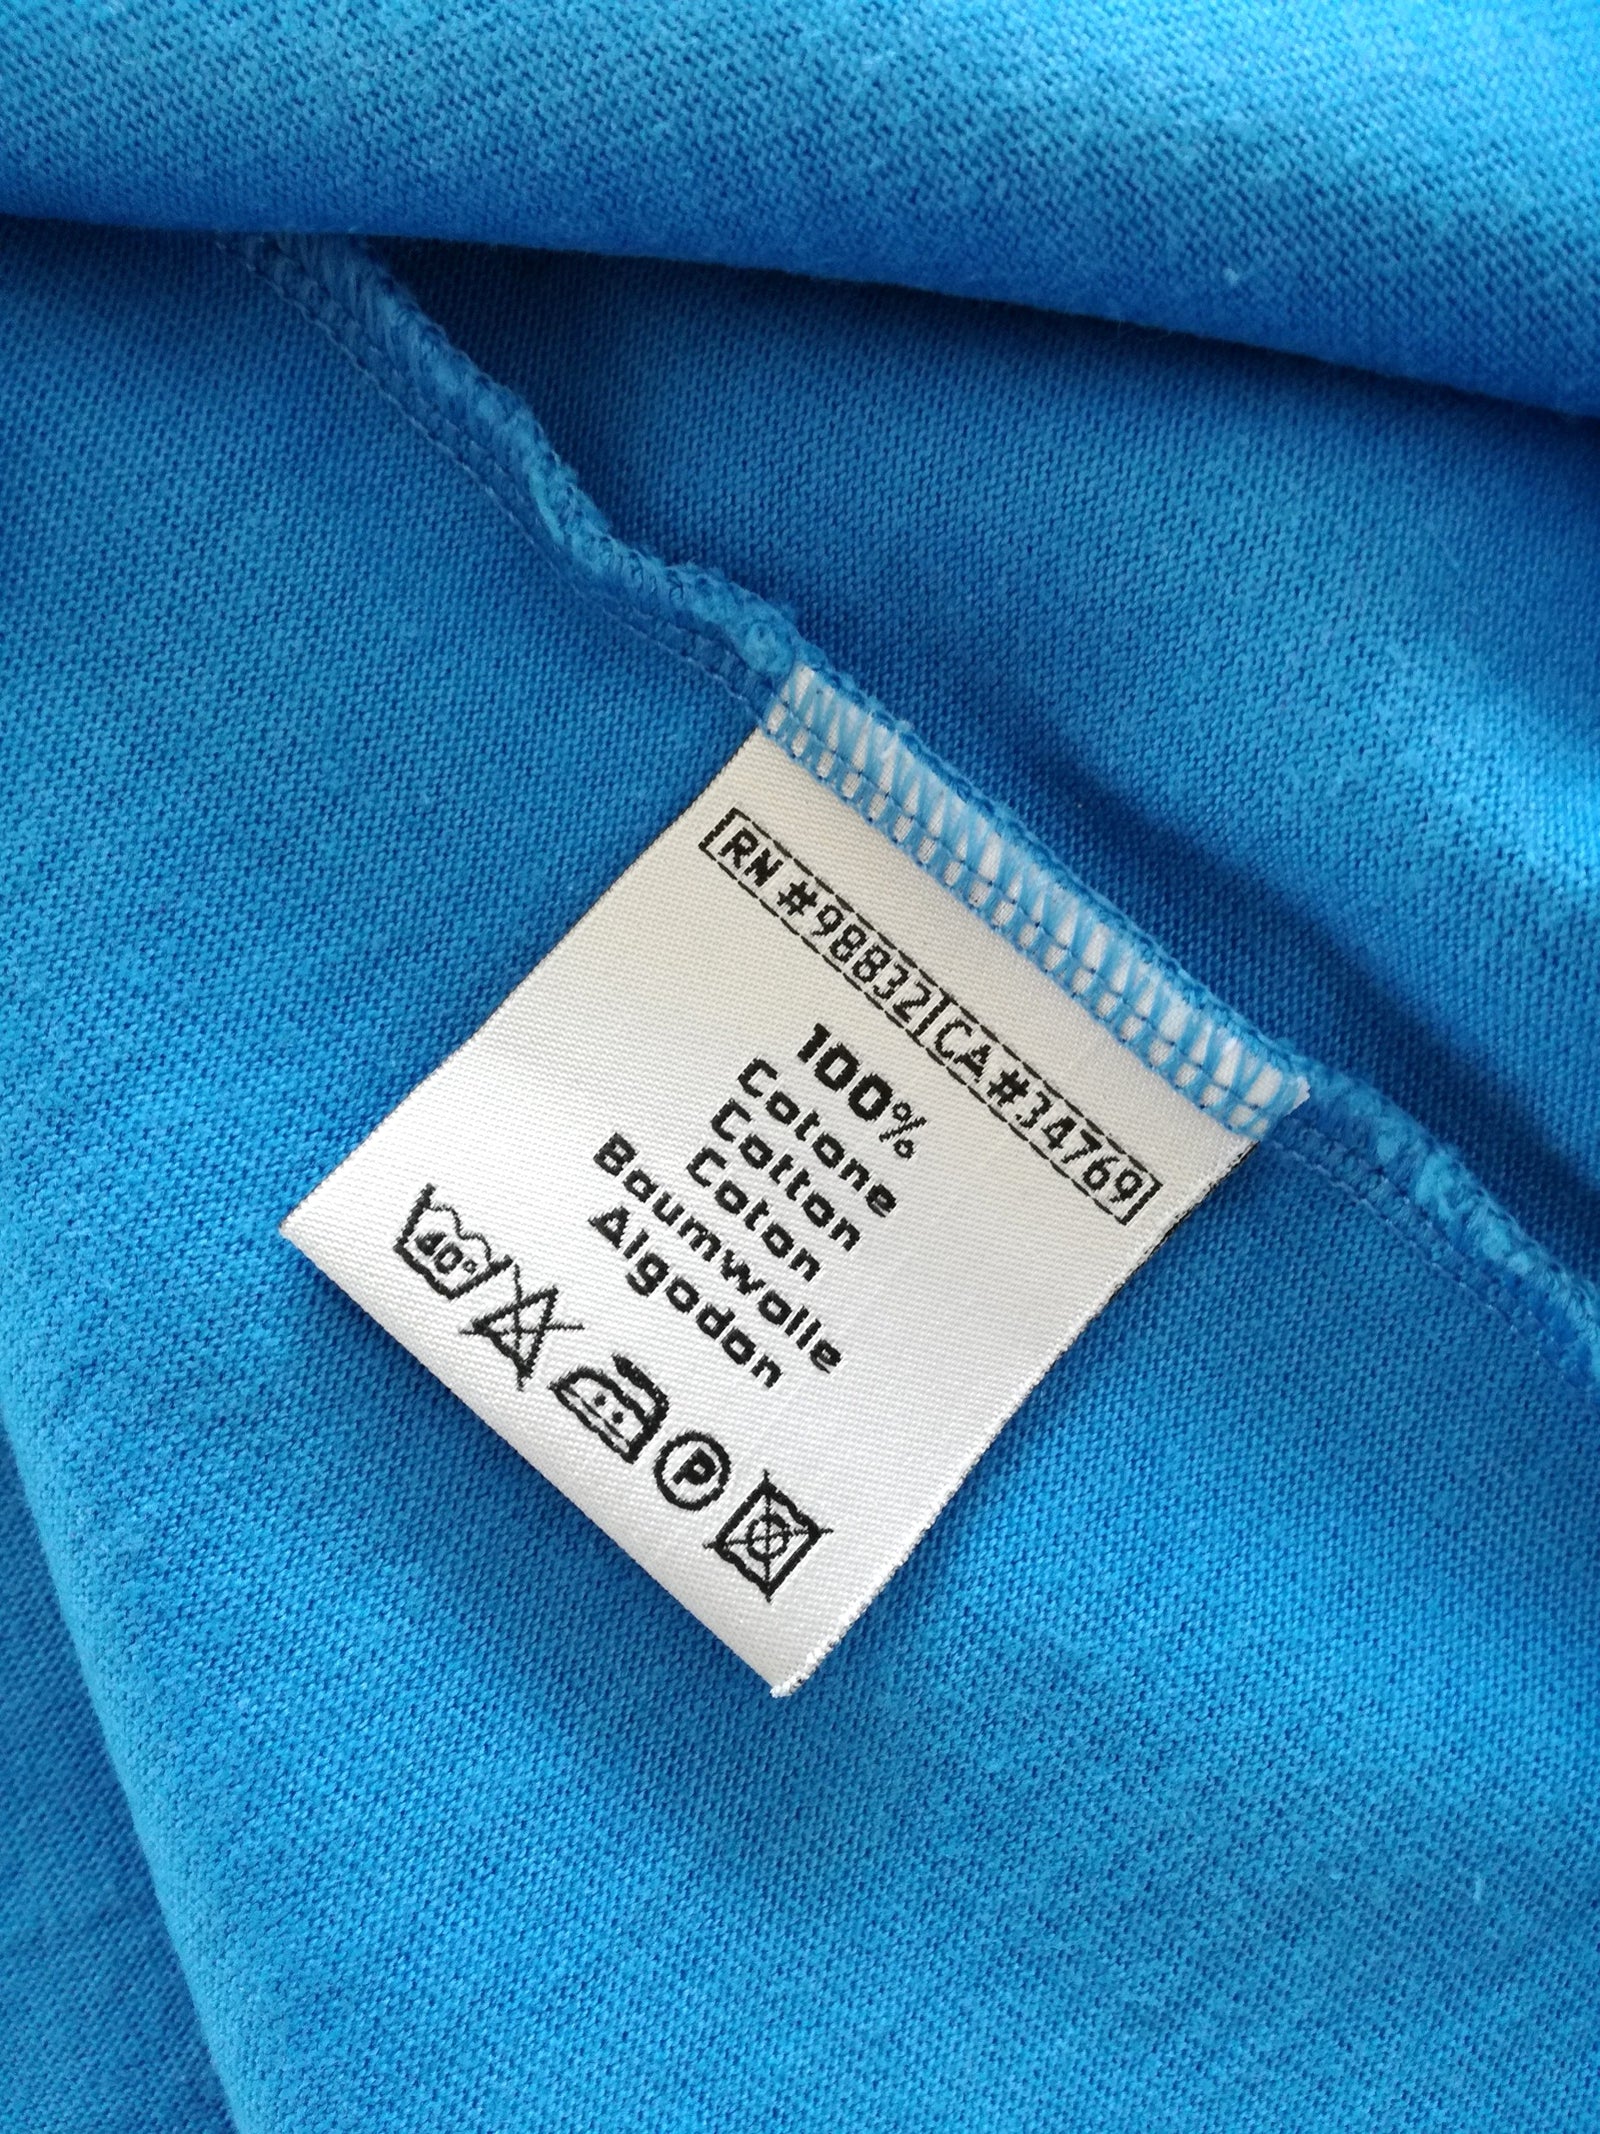 RN #98832 CA#34769
100%
Cotone
Cotton
Coton
Baumwolle
Algodon
40°
P